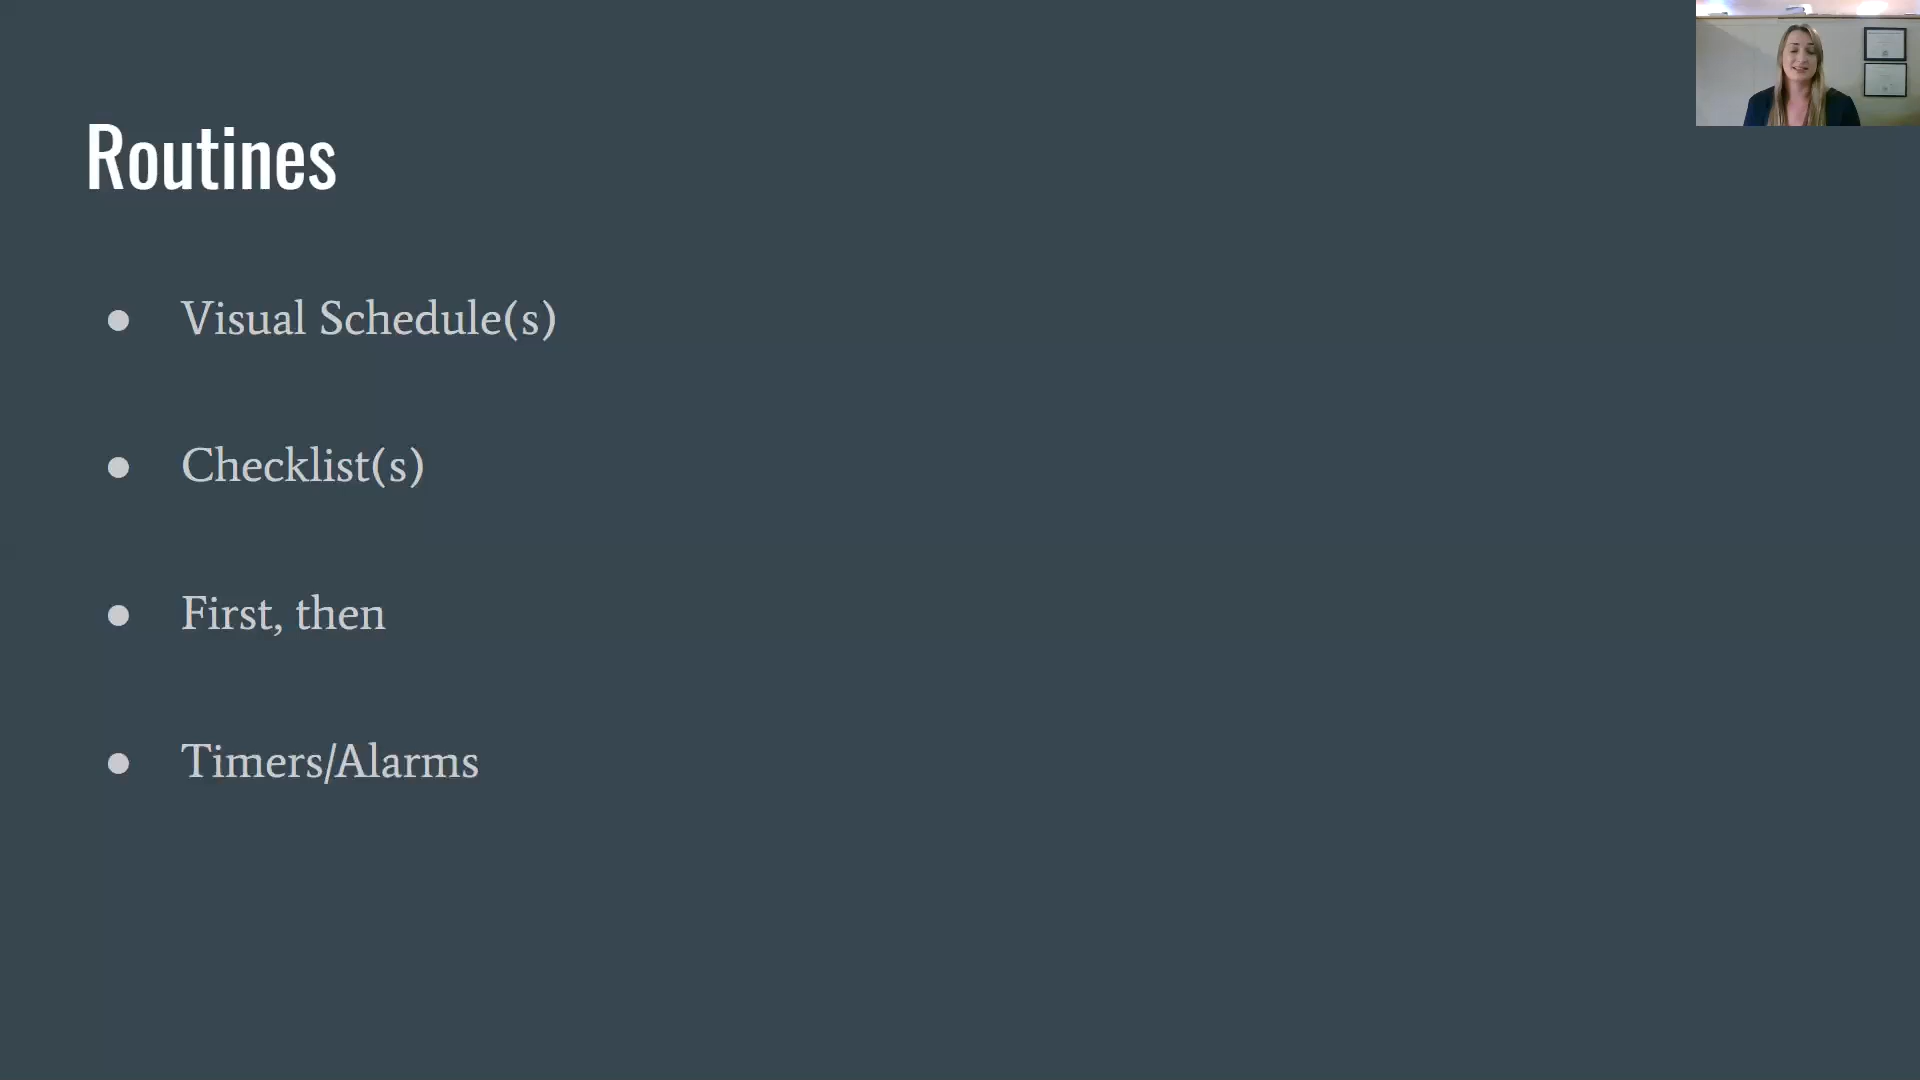 Routines
● Visual Schedule(s)
● Checklist(s)
● First, then
● Timers/Alarms